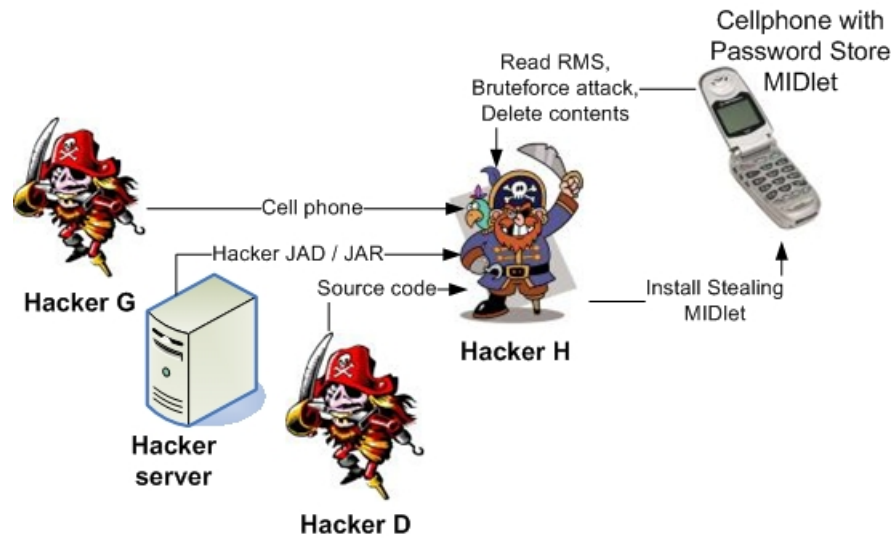 Cellphone with
Password Store
MIDlet
Read RMS,
Bruteforce attack,
Delete contents
Cell phone
Hacker JAD / JAR
Source code
Install Stealing
MIDlet
Hacker G
Hacker H
Hacker
server
Hacker D